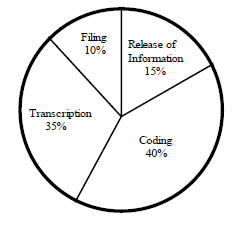 Filing
10%
Release of
Information
15%
Transcription
35%
Coding
40%